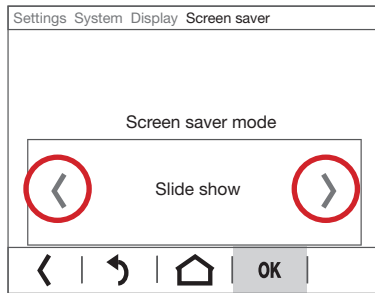 Settings System Display Screen saver
Screen saver mode
Slide show
OK